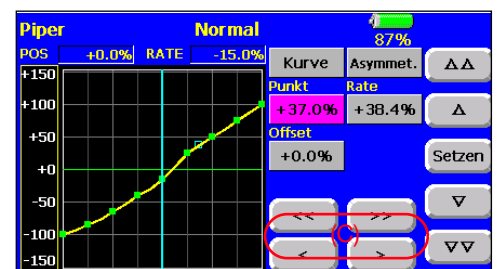 Piper Normal 87%
POS +0.0% RATE -15.0%
Kurve Asymmet. △△
Punkt Rate
+37.0% +38.4% △
Offset
+0.0% Setzen
<< >> ▽
(C)
< > ▽▽
+150
+100
+50
+0
-50
-100
-150